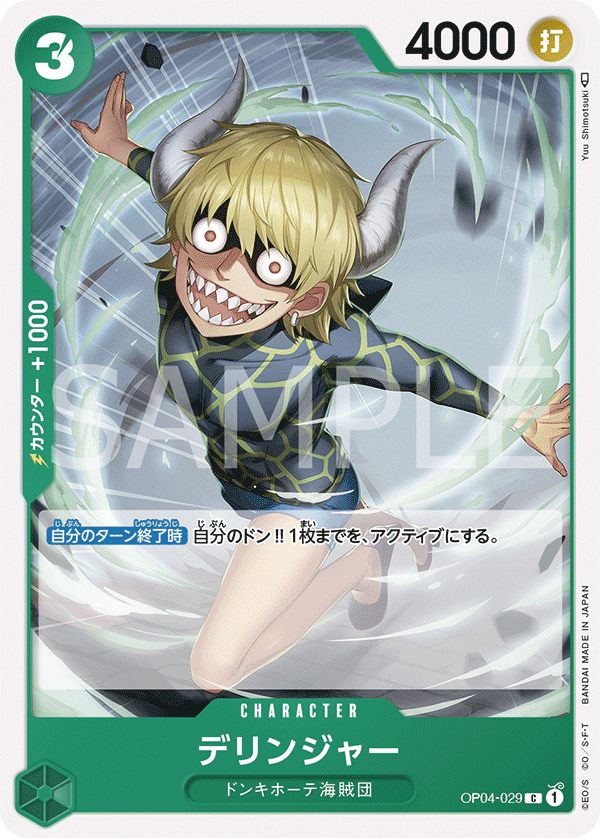 3
4000
打
Yuu Shimotsuki
カウンター +1000
SAMPLE
自分のターン終了時 自分のドン!!1枚までを、アクティブにする。
CHARACTER
デリンジャー
ドンキホーテ海賊団
OP04-029 C 1
©E.O/S ©O/S・F・T BANDAI MADE IN JAPAN